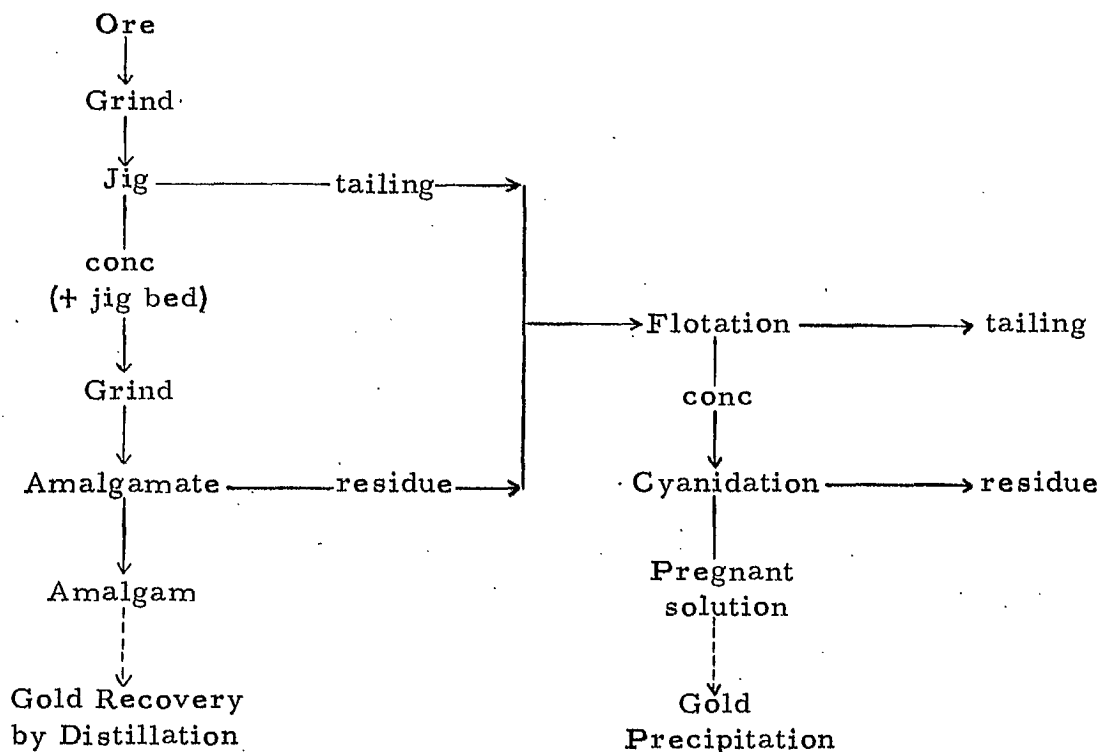 Ore
Grind
Jig
tailing
conc
(+ jig bed)
Grind
Amalgamate
residue
Amalgam
Gold Recovery
by Distillation
Flotation
tailing
conc
Cyanidation
residue
Pregnant
solution
Gold
Precipitation